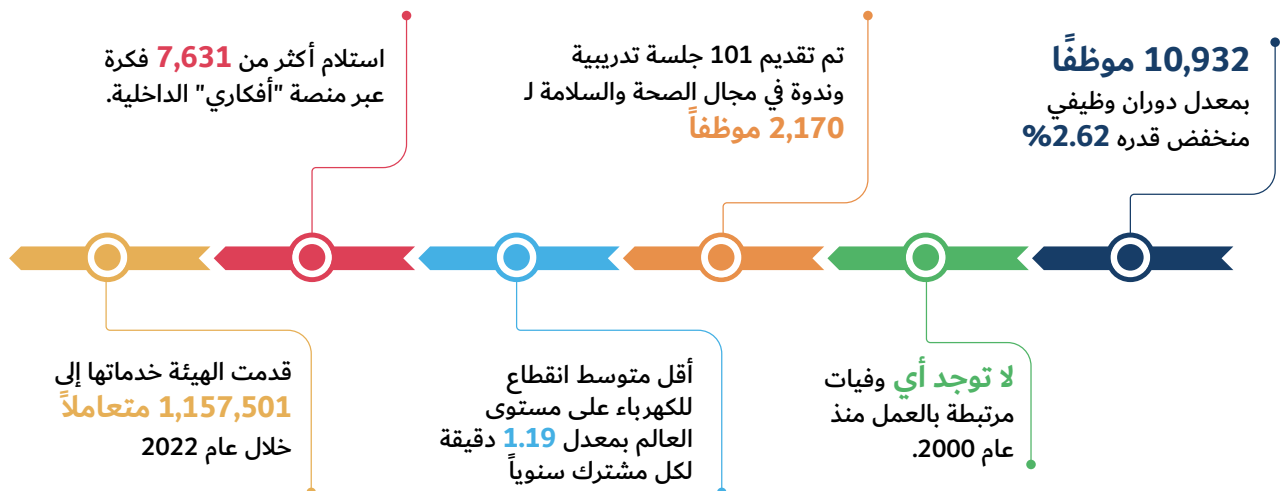 10,932 موظفًا
بمعدل دوران وظيفي
منخفض قدره 2.62%
لا توجد أي وفيات
مرتبطة بالعمل منذ
عام 2000.
تم تقديم 101 جلسة تدريبية
وندوة في مجال الصحة والسلامة لـ
2,170 موظفاً
أقل متوسط انقطاع
للكهرباء على مستوى
العالم بمعدل 1.19 دقيقة
لكل مشترك سنوياً
استلام أكثر من 7,631 فكرة
عبر منصة "أفكاري" الداخلية.
قدمت الهيئة خدماتها إلى
1,157,501 متعاملاً
خلال عام 2022